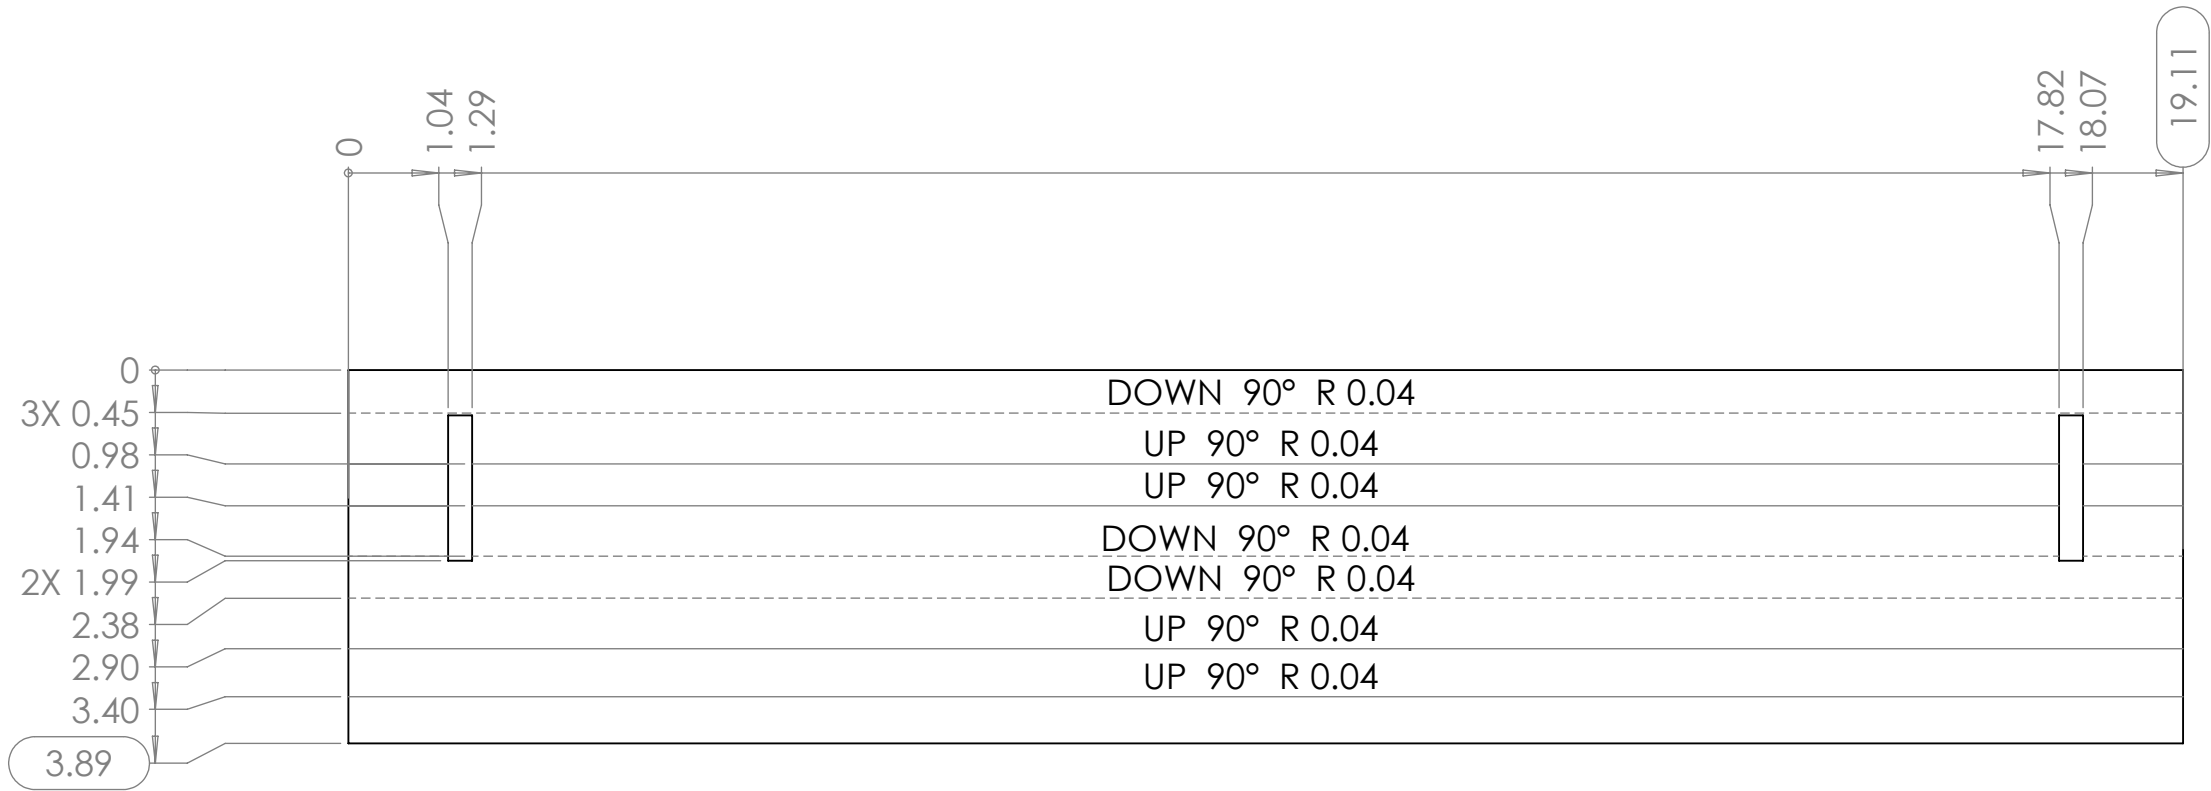 0
1.04
1.29
17.82
18.07
19.11
0
3X 0.45
0.98
1.41
1.94
2X 1.99
2.38
2.90
3.40
3.89
DOWN 90° R 0.04
UP 90° R 0.04
UP 90° R 0.04
DOWN 90° R 0.04
DOWN 90° R 0.04
UP 90° R 0.04
UP 90° R 0.04